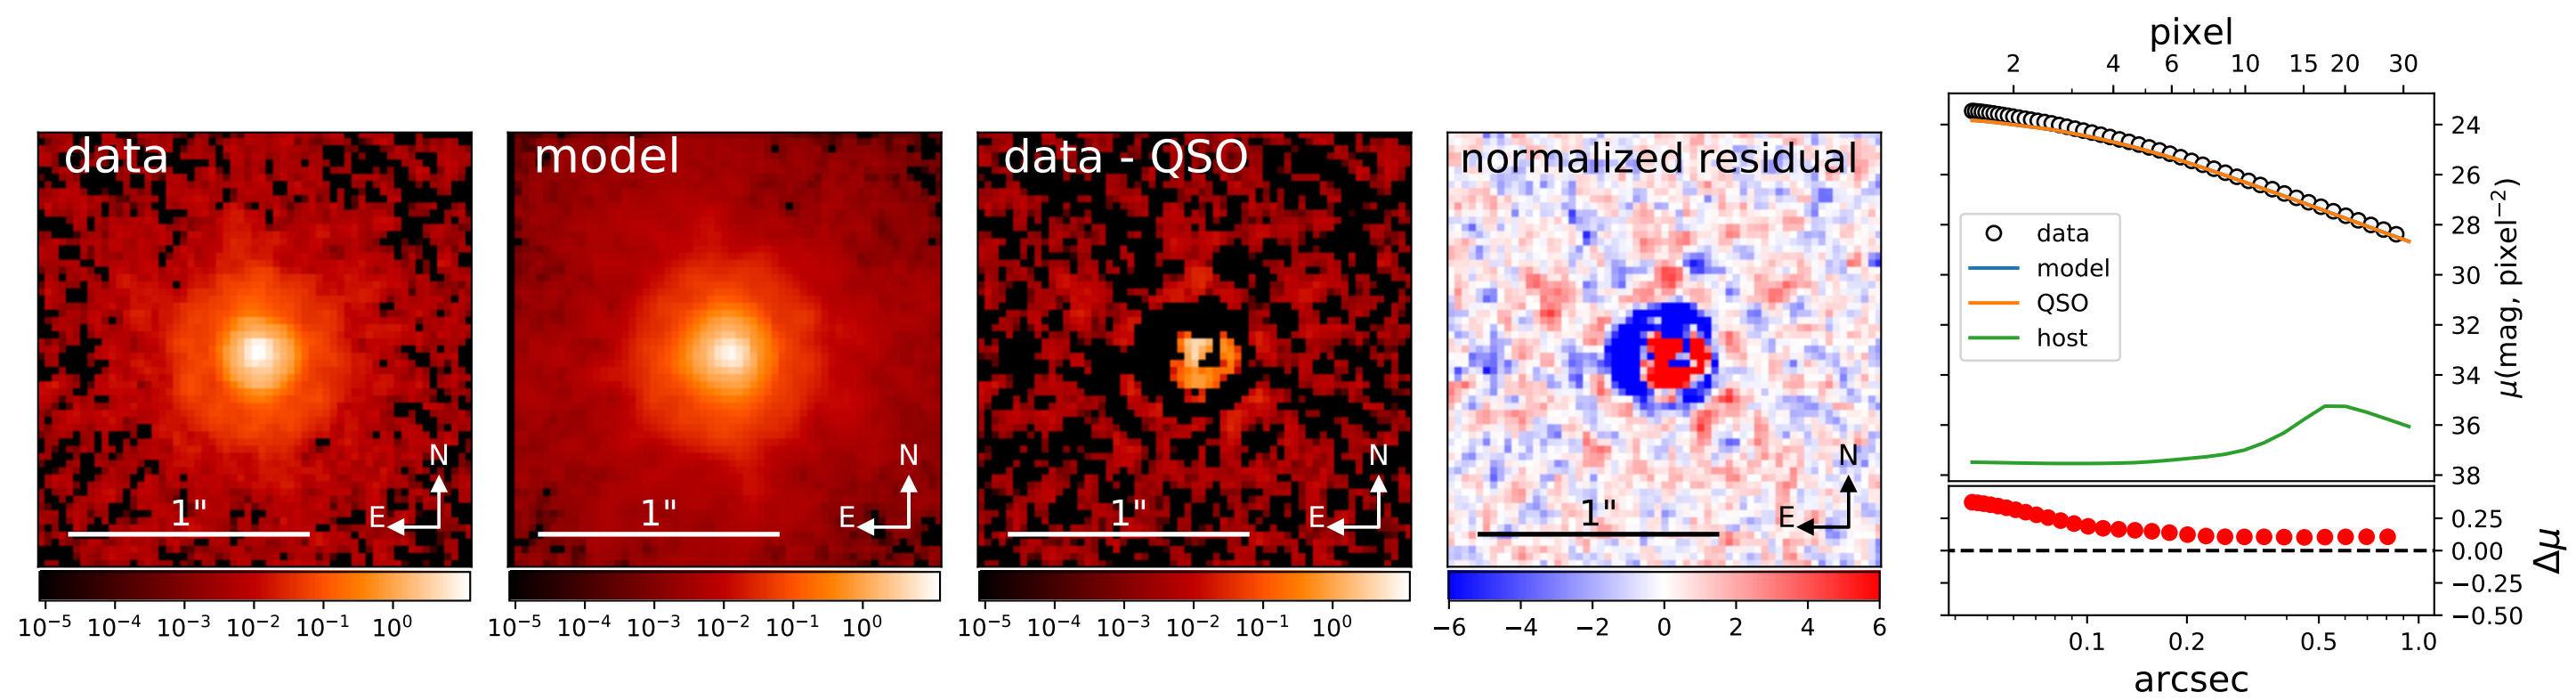 data
N
E
1"
10⁻⁵ 10⁻⁴ 10⁻³ 10⁻² 10⁻¹ 10⁰
model
N
E
1"
10⁻⁵ 10⁻⁴ 10⁻³ 10⁻² 10⁻¹ 10⁰
data - QSO
N
E
1"
10⁻⁵ 10⁻⁴ 10⁻³ 10⁻² 10⁻¹ 10⁰
normalized residual
N
E
1"
−6 −4 −2 0 2 4 6
pixel
2 4 6 10 15 20 30
data
model
QSO
host
24
26
28
30
32
34
36
38
μ(mag, pixel⁻²)
0.25
0.00
−0.25
−0.50
Δμ
0.1 0.2 0.5 1.0
arcsec